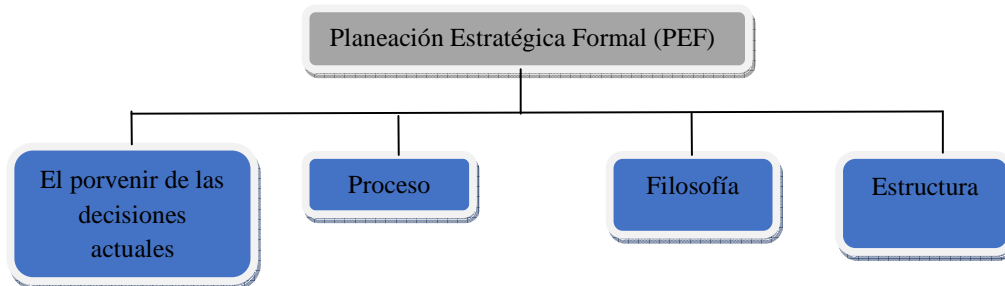 Planeación Estratégica Formal (PEF)
El porvenir de las
decisiones
actuales
Proceso
Filosofía
Estructura